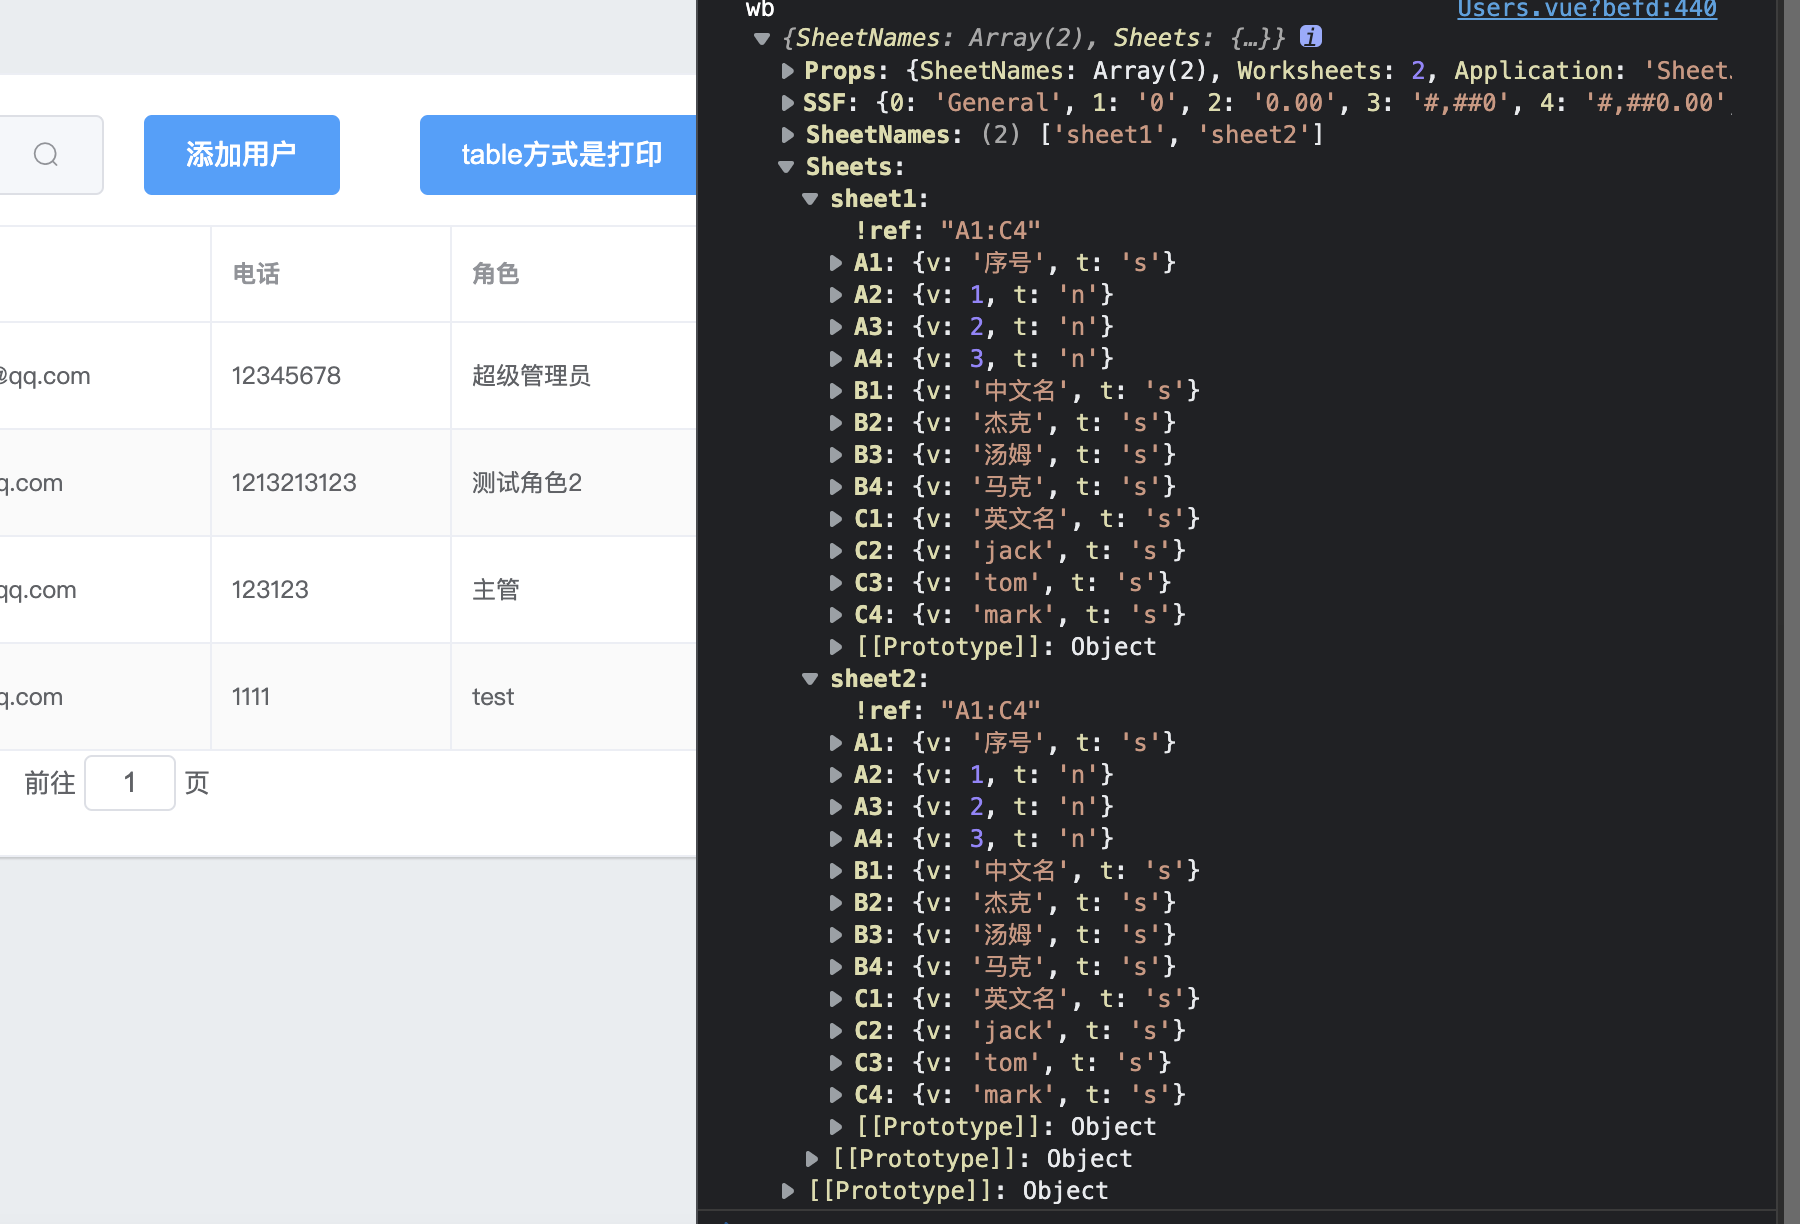 添加用户
table方式是打印
电话
角色
@qq.com
12345678
超级管理员
q.com
1213213123
测试角色2
qq.com
123123
主管
q.com
1111
test
前往
1
页
wb
Users.vue?befd:440
{SheetNames: Array(2), Sheets: {…}} i
Props: {SheetNames: Array(2), Worksheets: 2, Application: 'Sheet
SSF: {0: 'General', 1: '0', 2: '0.00', 3: '#,##0', 4: '#,##0.00'
SheetNames: (2) ['sheet1', 'sheet2']
Sheets:
sheet1:
!ref: "A1:C4"
A1: {v: '序号', t: 's'}
A2: {v: 1, t: 'n'}
A3: {v: 2, t: 'n'}
A4: {v: 3, t: 'n'}
B1: {v: '中文名', t: 's'}
B2: {v: '杰克', t: 's'}
B3: {v: '汤姆', t: 's'}
B4: {v: '马克', t: 's'}
C1: {v: '英文名', t: 's'}
C2: {v: 'jack', t: 's'}
C3: {v: 'tom', t: 's'}
C4: {v: 'mark', t: 's'}
[[Prototype]]: Object
sheet2:
!ref: "A1:C4"
A1: {v: '序号', t: 's'}
A2: {v: 1, t: 'n'}
A3: {v: 2, t: 'n'}
A4: {v: 3, t: 'n'}
B1: {v: '中文名', t: 's'}
B2: {v: '杰克', t: 's'}
B3: {v: '汤姆', t: 's'}
B4: {v: '马克', t: 's'}
C1: {v: '英文名', t: 's'}
C2: {v: 'jack', t: 's'}
C3: {v: 'tom', t: 's'}
C4: {v: 'mark', t: 's'}
[[Prototype]]: Object
[[Prototype]]: Object
[[Prototype]]: Object